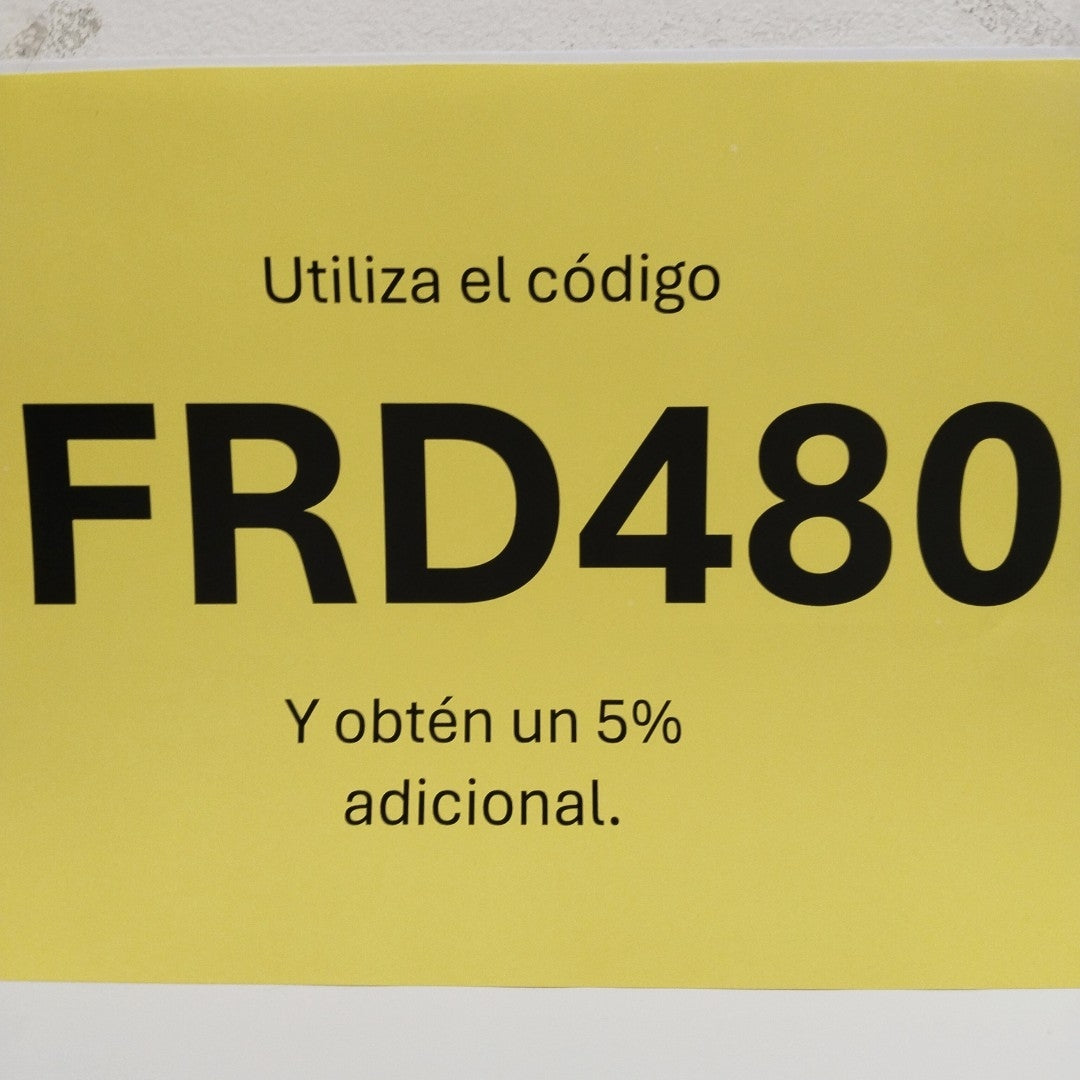 Utiliza el código
FRD480
Y obtén un 5%
adicional.